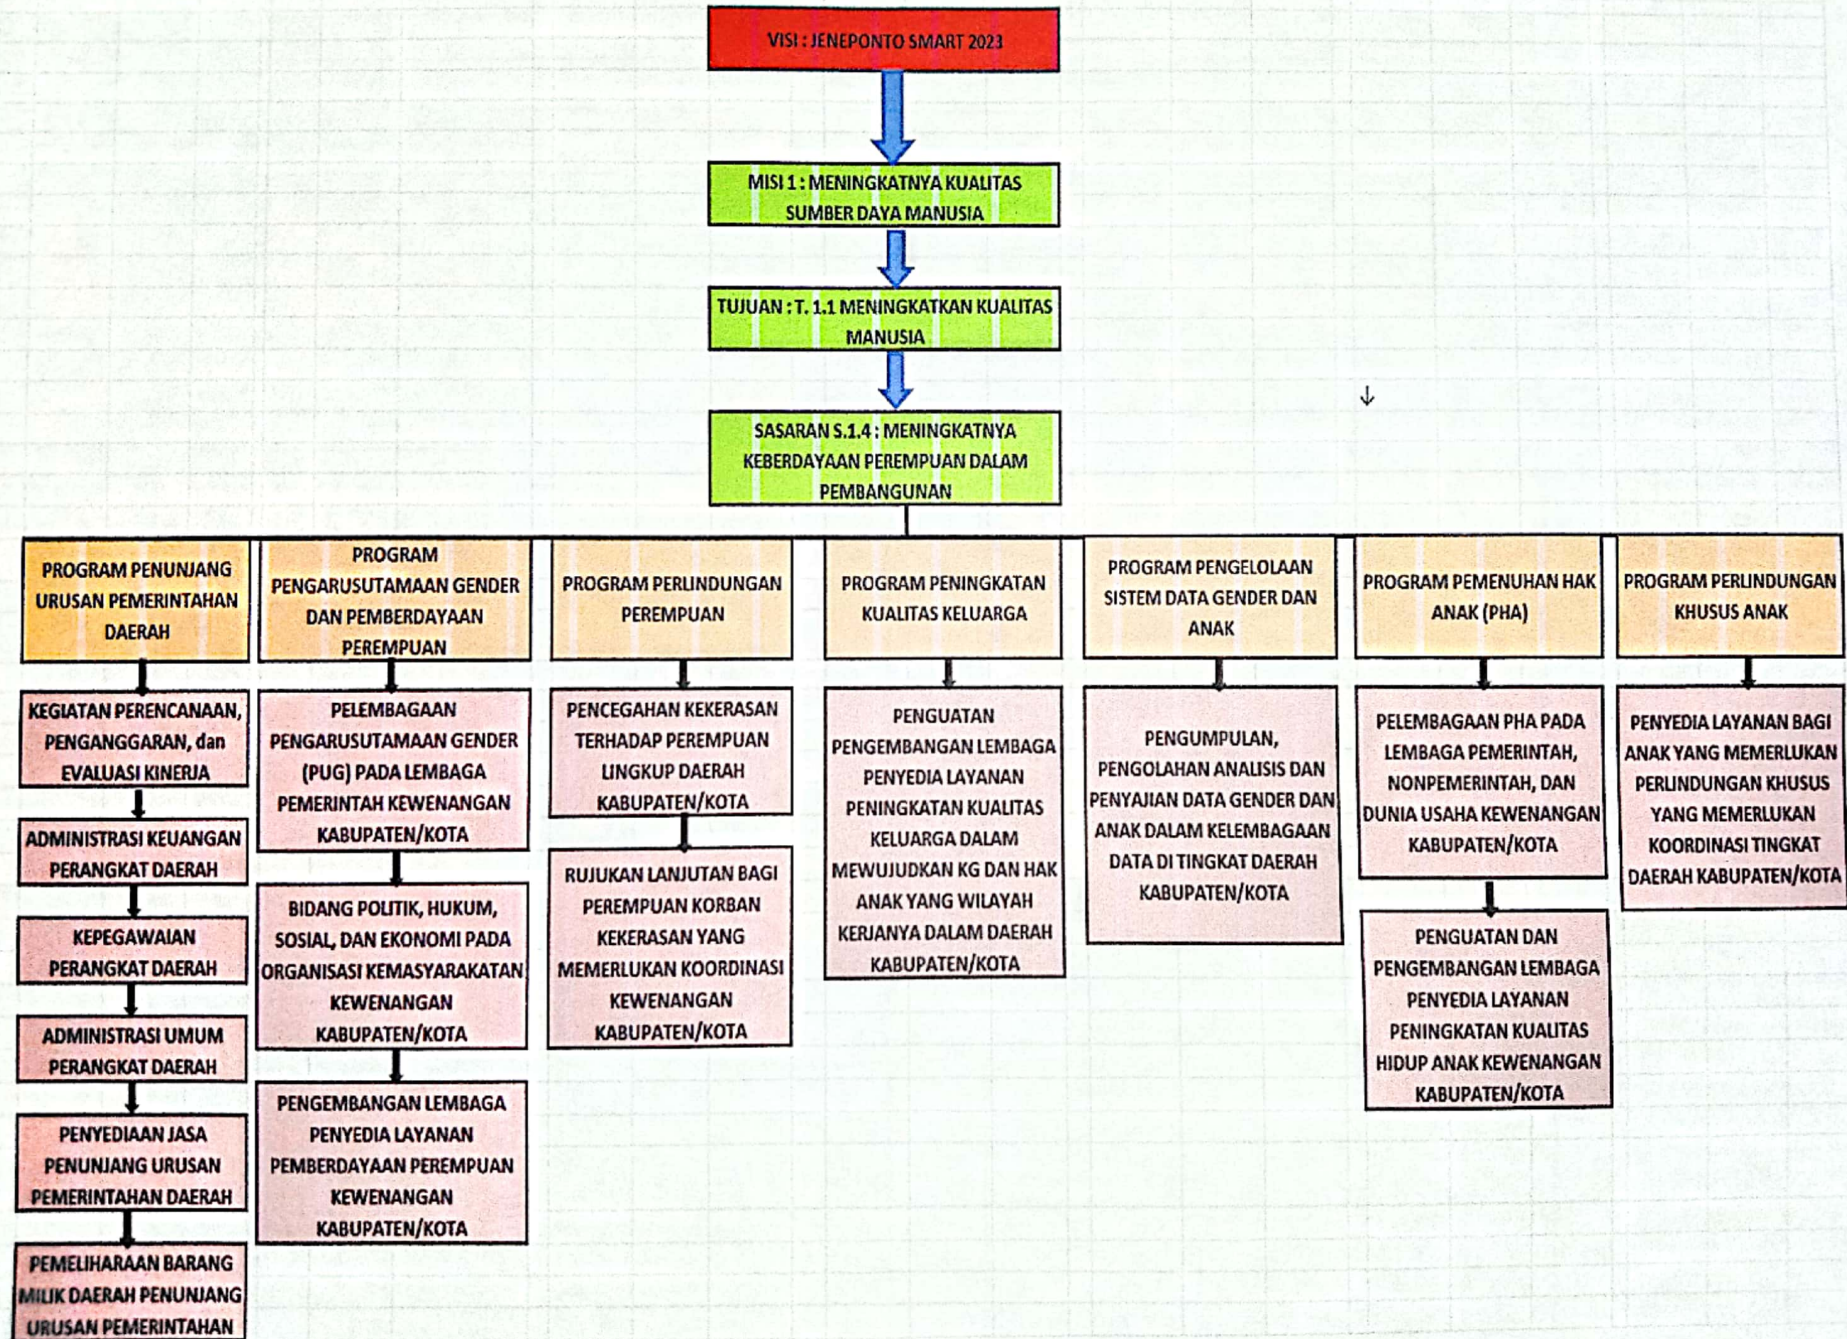 VISI : JENEPONTO SMART 2023
MISI 1 : MENINGKATNYA KUALITAS
SUMBER DAYA MANUSIA
TUJUAN : T. 1.1 MENINGKATKAN KUALITAS
MANUSIA
SASARAN S.1.4 : MENINGKATNYA
KEBERDAYAAN PEREMPUAN DALAM
PEMBANGUNAN
PROGRAM PENUNJANG
URUSAN PEMERINTAHAN
DAERAH
KEGIATAN PERENCANAAN,
PENGANGGARAN, dan
EVALUASI KINERJA
ADMINISTRASI KEUANGAN
PERANGKAT DAERAH
KEPEGAWAIAN
PERANGKAT DAERAH
ADMINISTRASI UMUM
PERANGKAT DAERAH
PENYEDIAAN JASA
PENUNJANG URUSAN
PEMERINTAHAN DAERAH
PEMELIHARAAN BARANG
MILIK DAERAH PENUNJANG
URUSAN PEMERINTAHAN
PROGRAM
PENGARUSUTAMAAN GENDER
DAN PEMBERDAYAAN
PEREMPUAN
PELEMBAGAAN
PENGARUSUTAMAAN GENDER
(PUG) PADA LEMBAGA
PEMERINTAH KEWENANGAN
KABUPATEN/KOTA
BIDANG POLITIK, HUKUM,
SOSIAL, DAN EKONOMI PADA
ORGANISASI KEMASYARAKATAN
KEWENANGAN
KABUPATEN/KOTA
PENGEMBANGAN LEMBAGA
PENYEDIA LAYANAN
PEMBERDAYAAN PEREMPUAN
KEWENANGAN
KABUPATEN/KOTA
PROGRAM PERLINDUNGAN
PEREMPUAN
PENCEGAHAN KEKERASAN
TERHADAP PEREMPUAN
LINGKUP DAERAH
KABUPATEN/KOTA
RUJUKAN LANJUTAN BAGI
PEREMPUAN KORBAN
KEKERASAN YANG
MEMERLUKAN KOORDINASI
KEWENANGAN
KABUPATEN/KOTA
PROGRAM PENINGKATAN
KUALITAS KELUARGA
PENGUATAN
PENGEMBANGAN LEMBAGA
PENYEDIA LAYANAN
PENINGKATAN KUALITAS
KELUARGA DALAM
MEWUJUDKAN KG DAN HAK
ANAK YANG WILAYAH
KERJANYA DALAM DAERAH
KABUPATEN/KOTA
PROGRAM PENGELOLAAN
SISTEM DATA GENDER DAN
ANAK
PENGUMPULAN,
PENGOLAHAN ANALISIS DAN
PENYAJIAN DATA GENDER DAN
ANAK DALAM KELEMBAGAAN
DATA DI TINGKAT DAERAH
KABUPATEN/KOTA
PROGRAM PEMENUHAN HAK
ANAK (PHA)
PELEMBAGAAN PHA PADA
LEMBAGA PEMERINTAH,
NONPEMERINTAH, DAN
DUNIA USAHA KEWENANGAN
KABUPATEN/KOTA
PENGUATAN DAN
PENGEMBANGAN LEMBAGA
PENYEDIA LAYANAN
PENINGKATAN KUALITAS
HIDUP ANAK KEWENANGAN
KABUPATEN/KOTA
PROGRAM PERLINDUNGAN
KHUSUS ANAK
PENYEDIA LAYANAN BAGI
ANAK YANG MEMERLUKAN
PERLINDUNGAN KHUSUS
YANG MEMERLUKAN
KOORDINASI TINGKAT
DAERAH KABUPATEN/KOTA